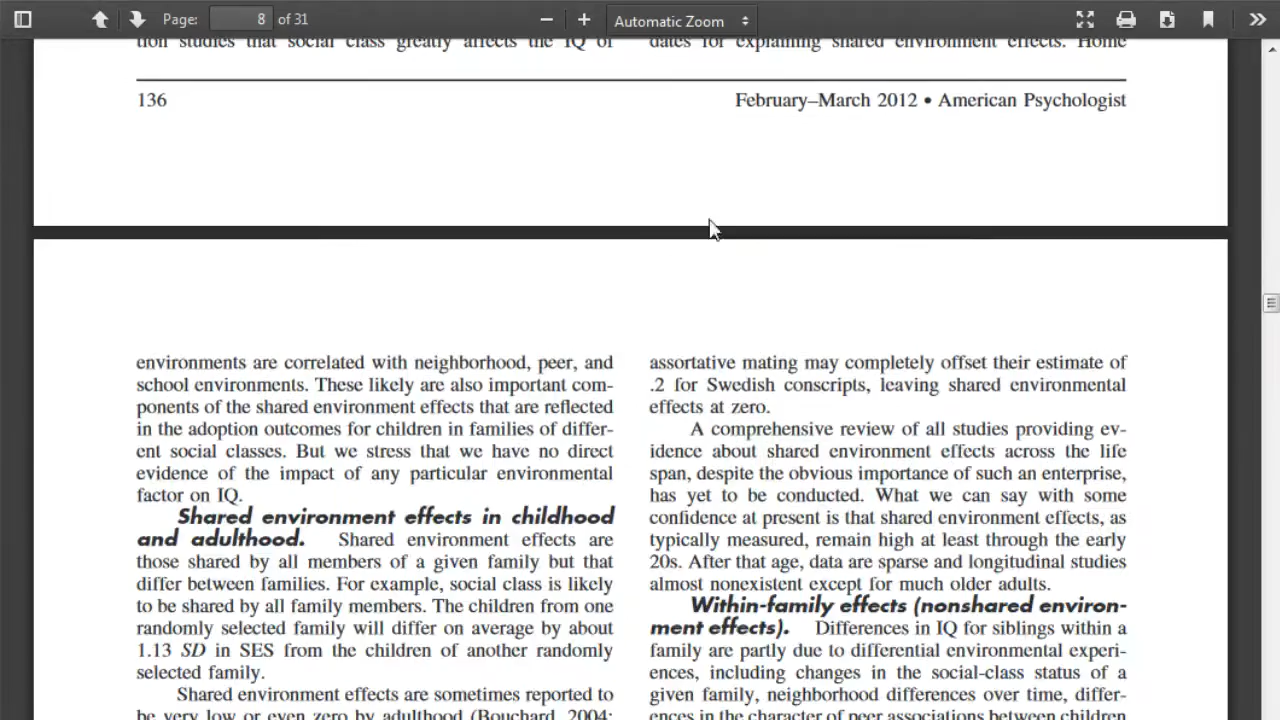 Page: 8 of 31
Automatic Zoom
tion studies that social class greatly affects the IQ of
dates for explaining shared environment effects. Home
136
February–March 2012 • American Psychologist
environments are correlated with neighborhood, peer, and
school environments. These likely are also important com-
ponents of the shared environment effects that are reflected
in the adoption outcomes for children in families of differ-
ent social classes. But we stress that we have no direct
evidence of the impact of any particular environmental
factor on IQ.
Shared environment effects in childhood
and adulthood. Shared environment effects are
those shared by all members of a given family but that
differ between families. For example, social class is likely
to be shared by all family members. The children from one
randomly selected family will differ on average by about
1.13 SD in SES from the children of another randomly
selected family.
Shared environment effects are sometimes reported to
be very low or even zero by adulthood (Bouchard, 2004;
assortative mating may completely offset their estimate of
.2 for Swedish conscripts, leaving shared environmental
effects at zero.
A comprehensive review of all studies providing ev-
idence about shared environment effects across the life
span, despite the obvious importance of such an enterprise,
has yet to be conducted. What we can say with some
confidence at present is that shared environment effects, as
typically measured, remain high at least through the early
20s. After that age, data are sparse and longitudinal studies
almost nonexistent except for much older adults.
Within-family effects (nonshared environ-
ment effects). Differences in IQ for siblings within a
family are partly due to differential environmental experi-
ences, including changes in the social-class status of a
given family, neighborhood differences over time, differ-
ences in the character of peer associations between children